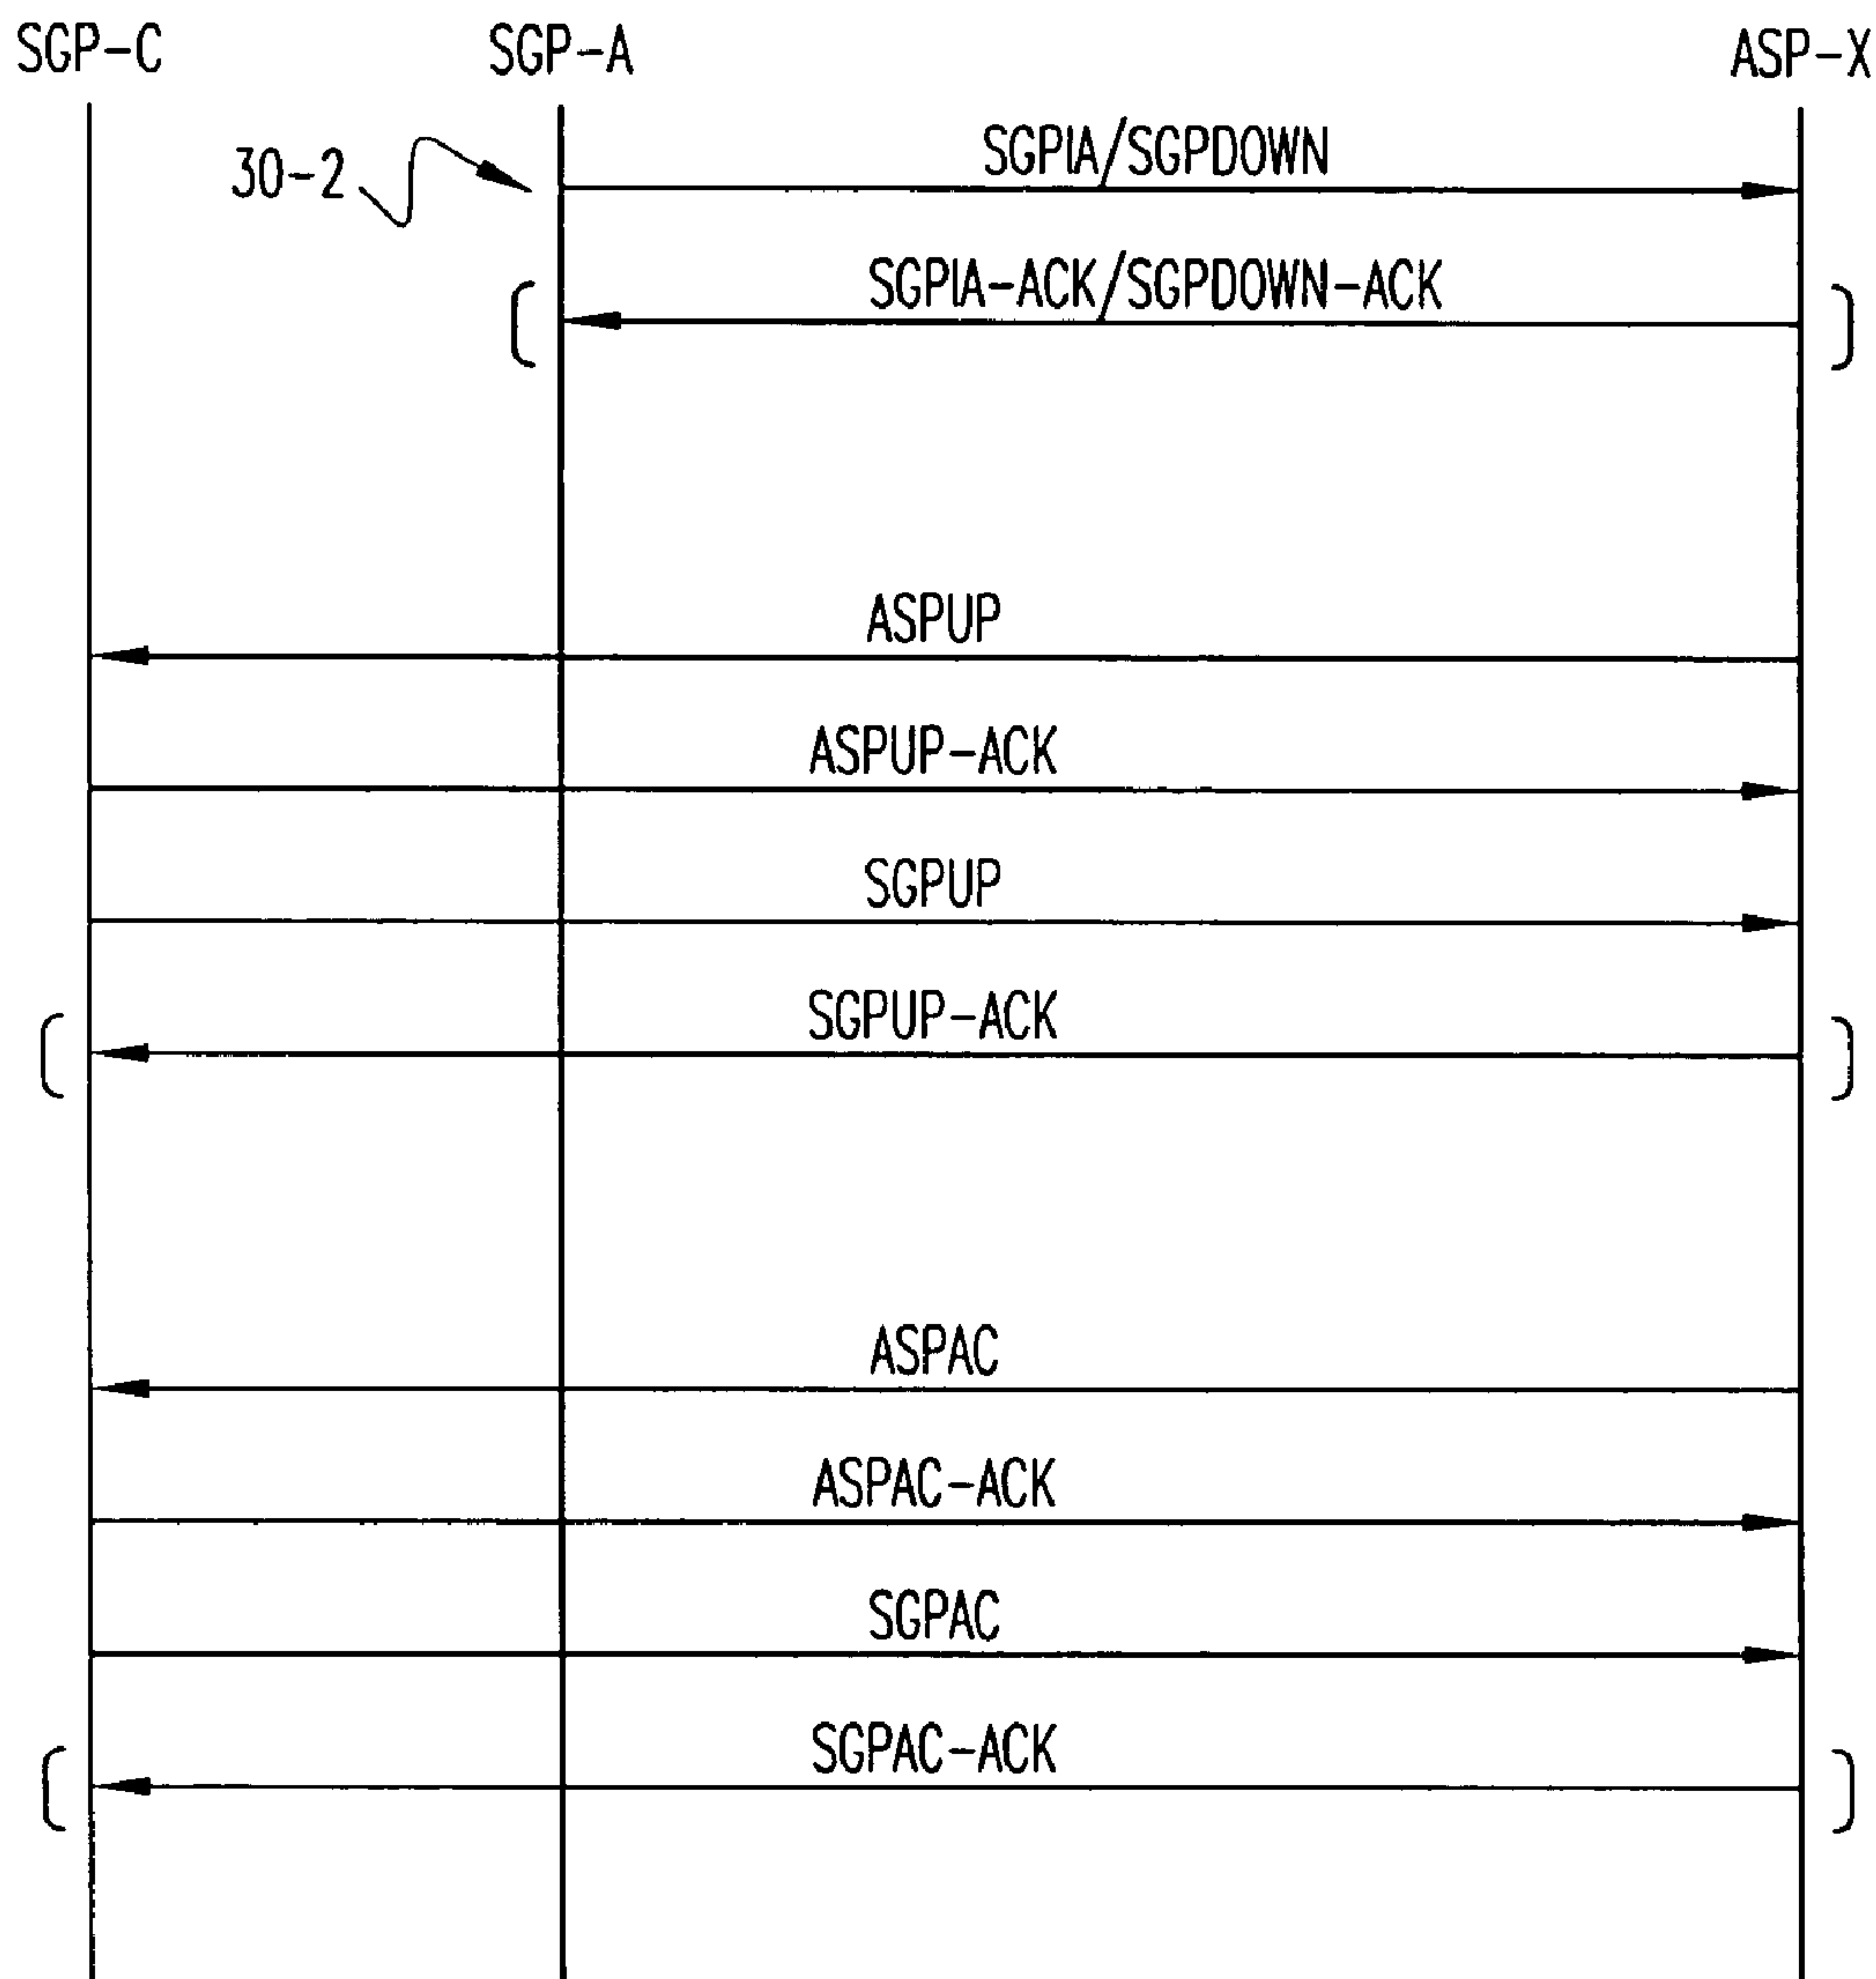 SGP-C SGP-A ASP-X
SGPIA/SGPDOWN
30-2
SGPIA-ACK/SGPDOWN-ACK
ASPUP
ASPUP-ACK
SGPUP
SGPUP-ACK
ASPAC
ASPAC-ACK
SGPAC
SGPAC-ACK